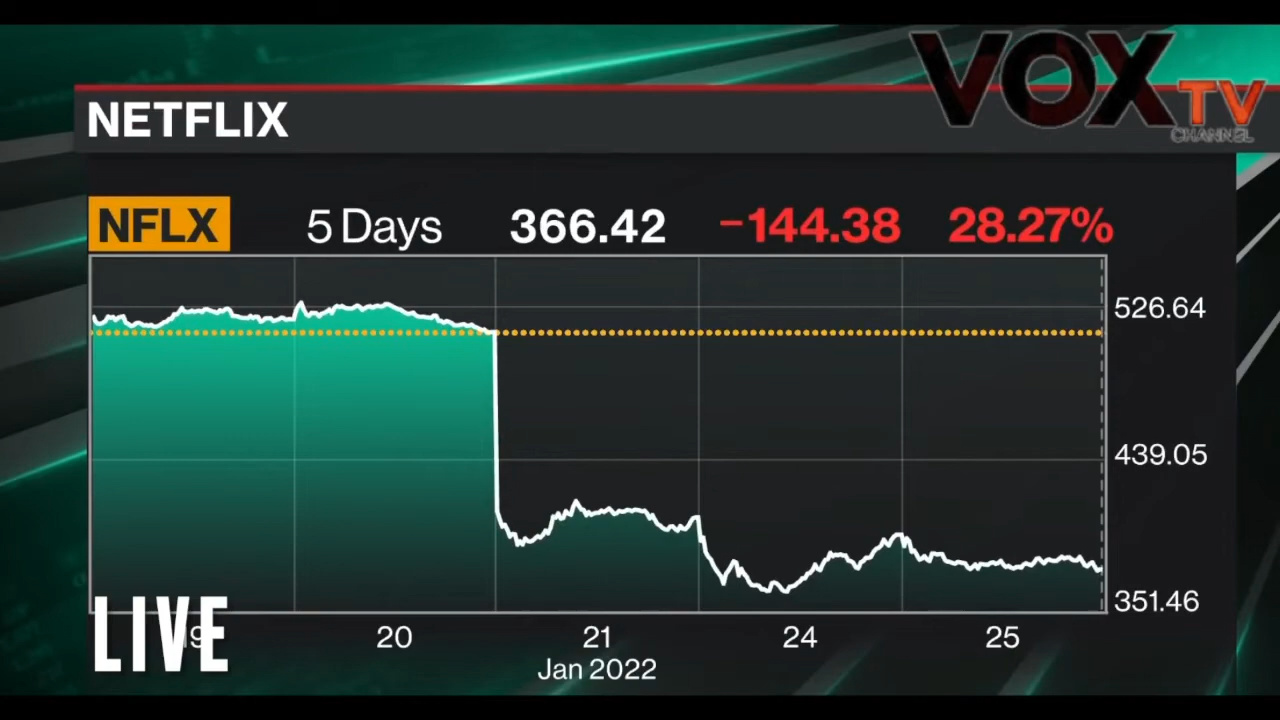 VOX
TV
CHANNEL
NETFLIX
NFLX 5 Days 366.42 -144.38 28.27%
526.64
439.05
351.46
LIVE
20 21 24 25
Jan 2022